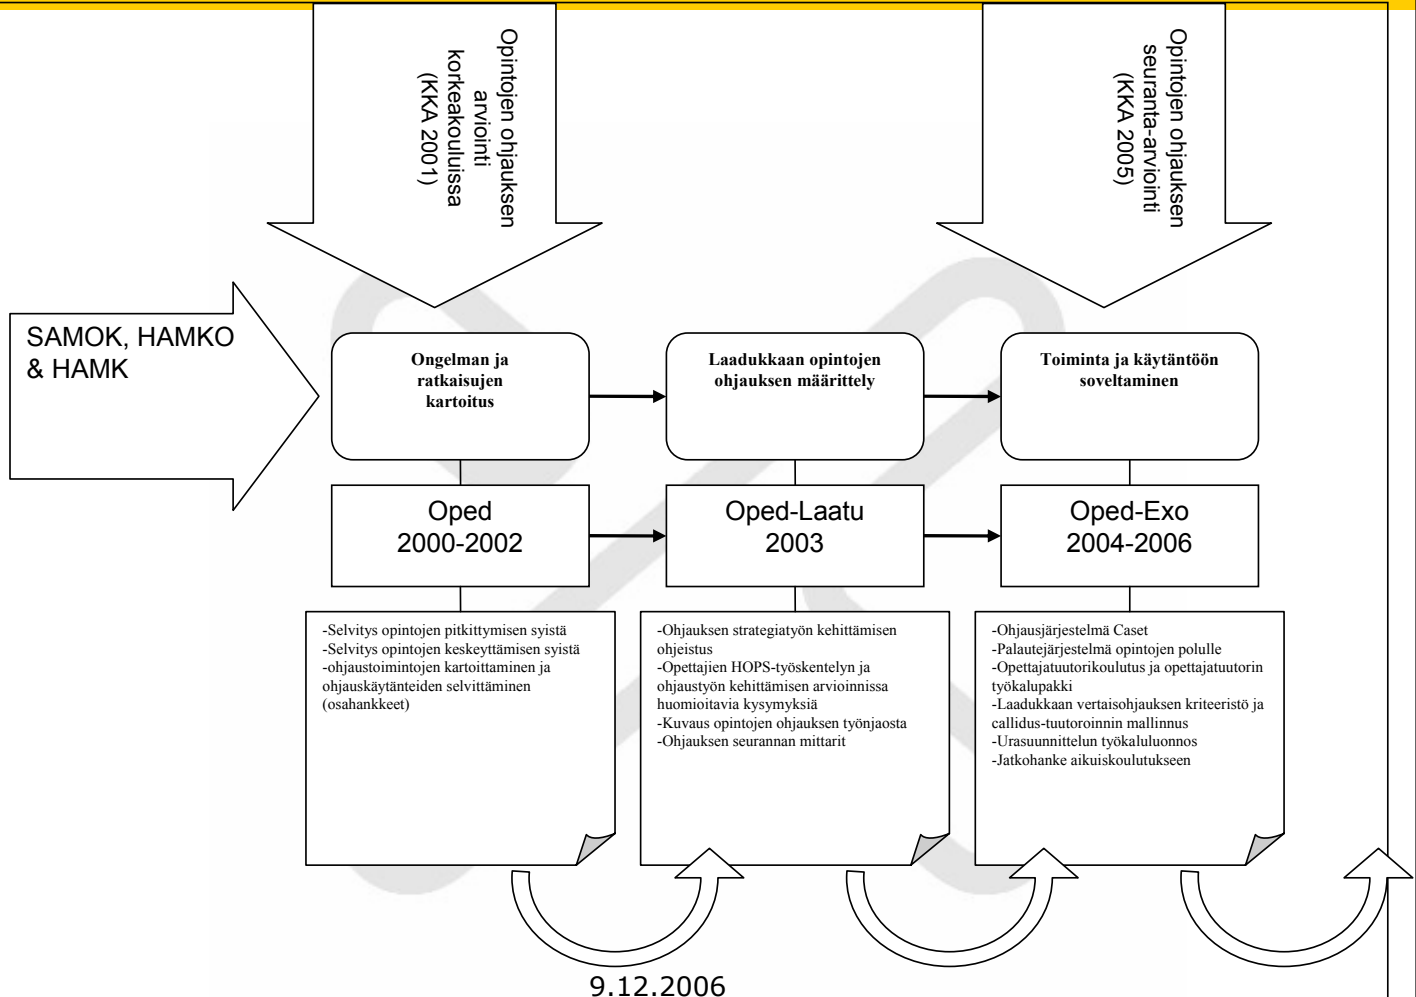 Opintojen ohjauksen
arviointi
korkeakouluissa
(KKA 2001)
Opintojen ohjauksen
seuranta-arviointi
(KKA 2005)
SAMOK, HAMKO
& HAMK
Ongelman ja
ratkaisujen
kartoitus
Laadukkaan opintojen
ohjauksen määrittely
Toiminta ja käytäntöön
soveltaminen
Oped
2000-2002
Oped-Laatu
2003
Oped-Exo
2004-2006
-Selvitys opintojen pitkittymisen syistä
-Selvitys opintojen keskeyttämisen syistä
-ohjaustoimintojen kartoittaminen ja
ohjauskäytänteiden selvittäminen
(osahankkeet)
-Ohjauksen strategiatyön kehittämisen
ohjeistus
-Opettajien HOPS-työskentelyn ja
ohjaustyön kehittämisen arvioinnissa
huomioitavia kysymyksiä
-Kuvaus opintojen ohjauksen työnjaosta
-Ohjauksen seurannan mittarit
-Ohjausjärjestelmä Caset
-Palautejärjestelmä opintojen polulle
-Opettajatuutorikoulutus ja opettajatuutorin
työkalupakki
-Laadukkaan vertaisohjauksen kriteeristö ja
callidus-tuutoroinnin mallinnus
-Urasuunnittelun työkaluluonnos
-Jatkohanke aikuiskoulutukseen
9.12.2006